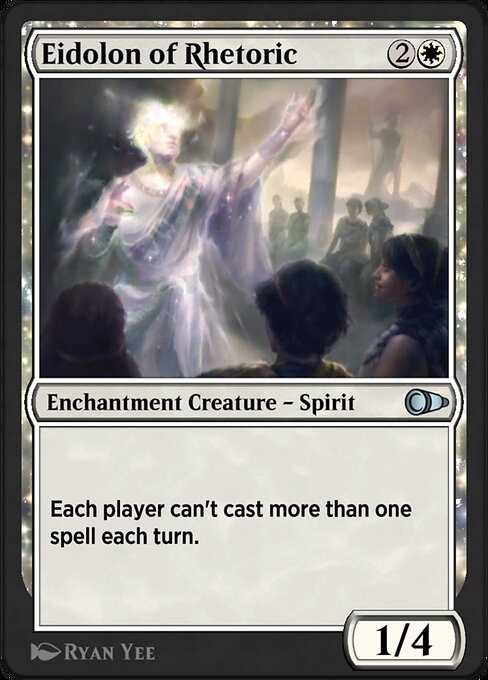 Eidolon of Rhetoric 2
Enchantment Creature – Spirit
Each player can't cast more than one
spell each turn.
1/4
Ryan Yee